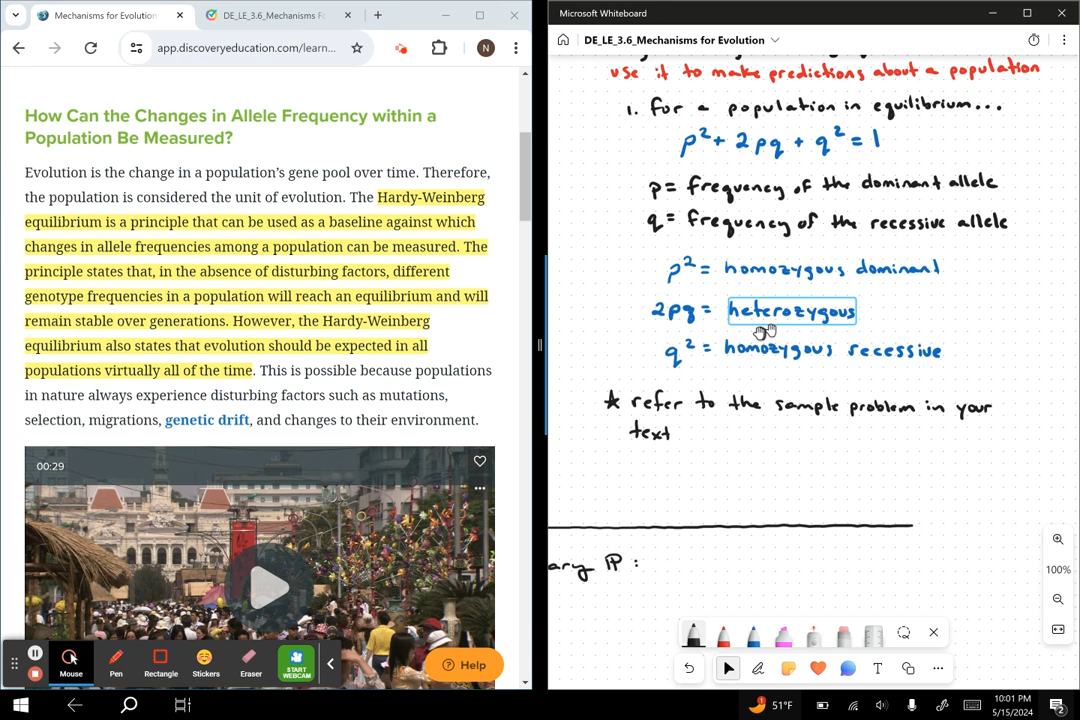 Mechanisms for Evolution
DE_LE_3.6_Mechanisms Fo
app.discoveryeducation.com/learn...
N
How Can the Changes in Allele Frequency within a
Population Be Measured?
Evolution is the change in a population's gene pool over time. Therefore,
the population is considered the unit of evolution. The Hardy-Weinberg
equilibrium is a principle that can be used as a baseline against which
changes in allele frequencies among a population can be measured. The
principle states that, in the absence of disturbing factors, different
genotype frequencies in a population will reach an equilibrium and will
remain stable over generations. However, the Hardy-Weinberg
equilibrium also states that evolution should be expected in all
populations virtually all of the time. This is possible because populations
in nature always experience disturbing factors such as mutations,
selection, migrations, genetic drift, and changes to their environment.
00:29
Mouse
Pen
Rectangle
Stickers
Eraser
START
WEBCAM
Help
Microsoft Whiteboard
DE_LE_3.6_Mechanisms for Evolution
use it to make predictions about a population
1. For a population in equilibrium...
p² + 2pq + q² = 1
p = frequency of the dominant allele
q = frequency of the recessive allele
p² = homozygous dominant
2pq = heterozygous
q² = homozygous recessive
★ refer to the sample problem in your
text
ary IP :
100%
51°F
10:01 PM
5/15/2024
2